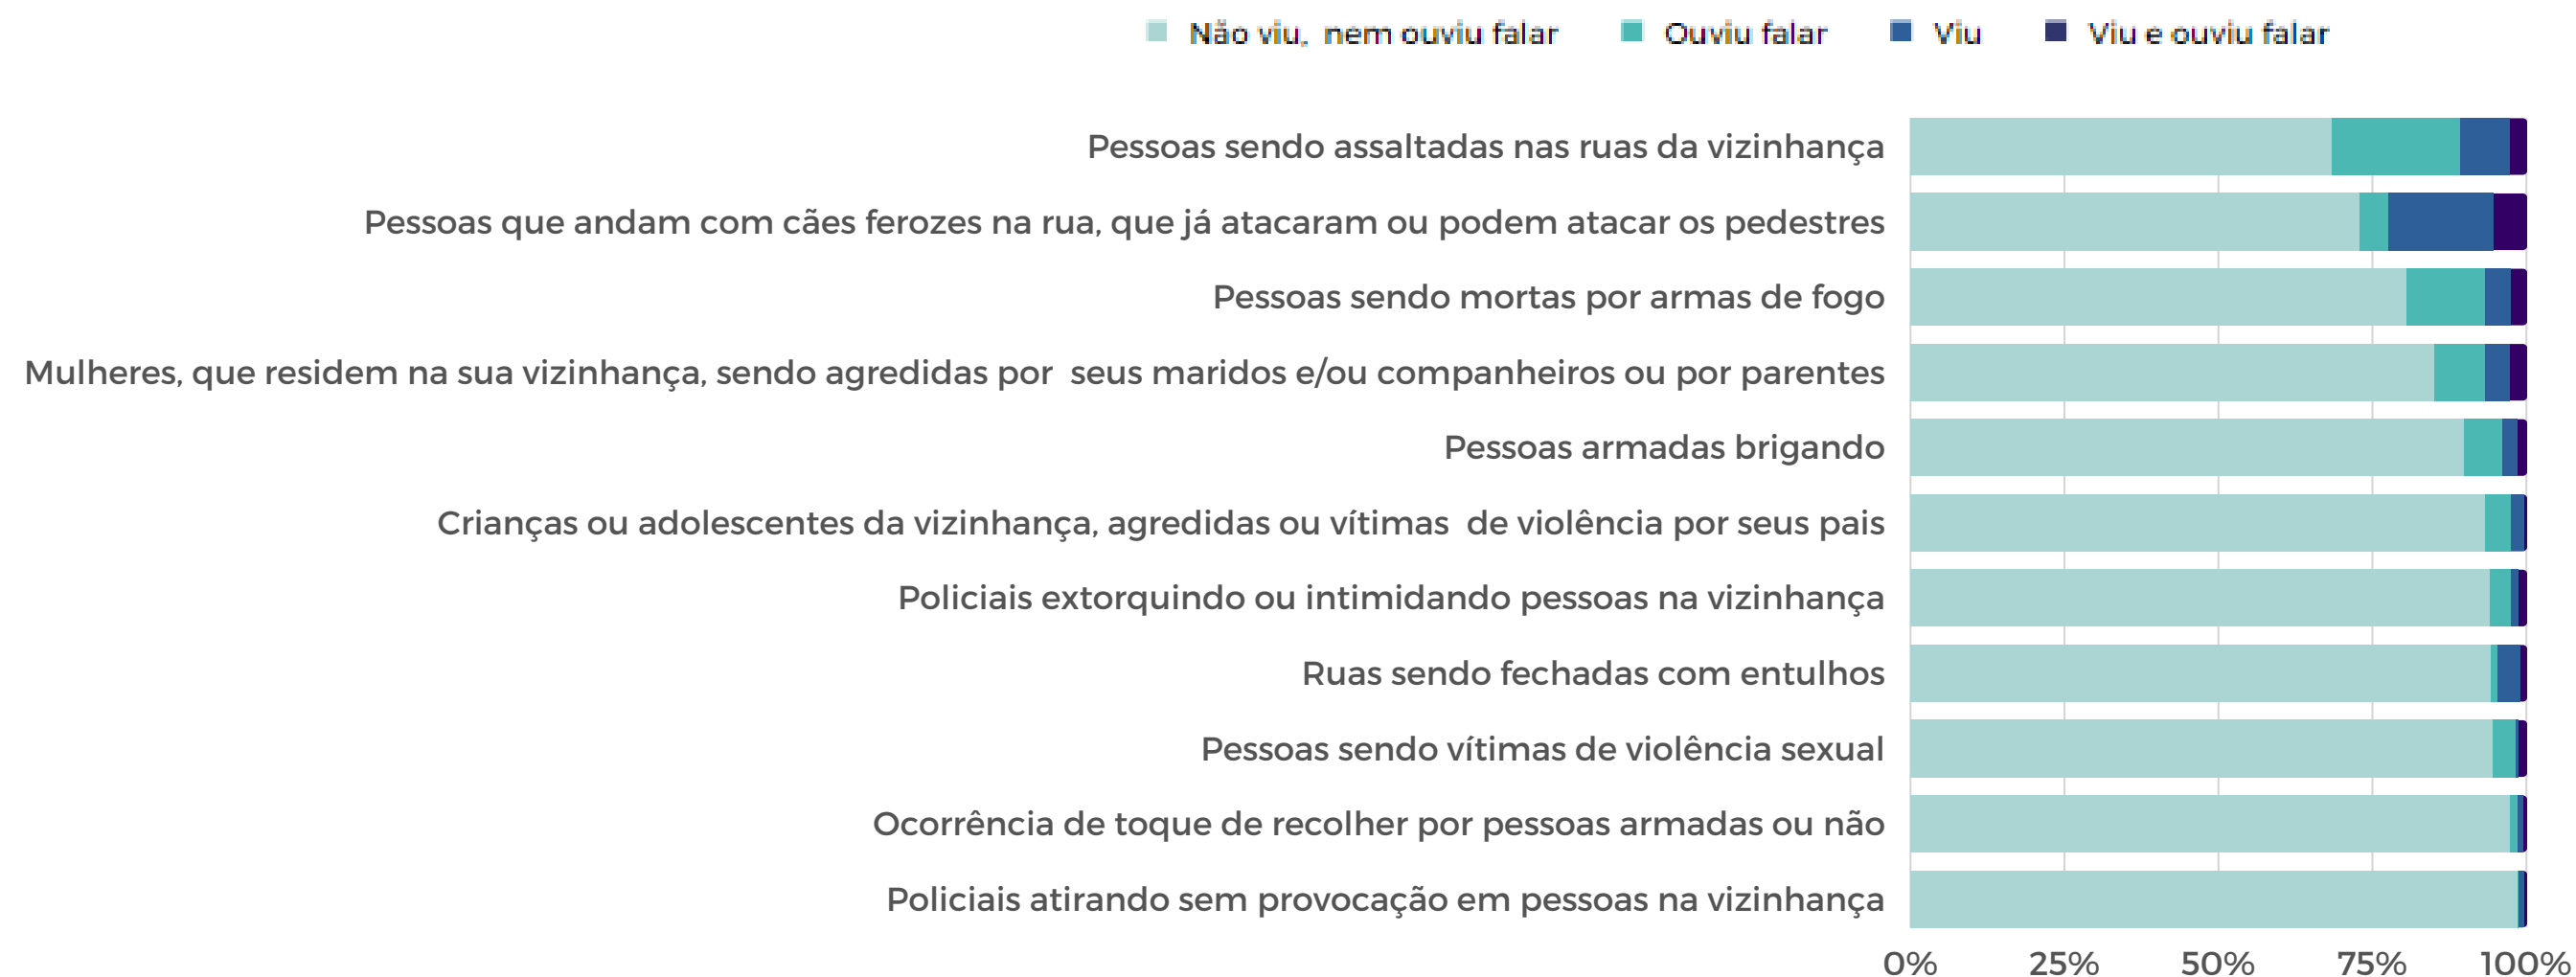 Não viu, nem ouviu falar Ouviu falar Viu Viu e ouviu falar
Pessoas sendo assaltadas nas ruas da vizinhança
Pessoas que andam com cães ferozes na rua, que já atacaram ou podem atacar os pedestres
Pessoas sendo mortas por armas de fogo
Mulheres, que residem na sua vizinhança, sendo agredidas por seus maridos e/ou companheiros ou por parentes
Pessoas armadas brigando
Crianças ou adolescentes da vizinhança, agredidas ou vítimas de violência por seus pais
Policiais extorquindo ou intimidando pessoas na vizinhança
Ruas sendo fechadas com entulhos
Pessoas sendo vítimas de violência sexual
Ocorrência de toque de recolher por pessoas armadas ou não
Policiais atirando sem provocação em pessoas na vizinhança
0% 25% 50% 75% 100%